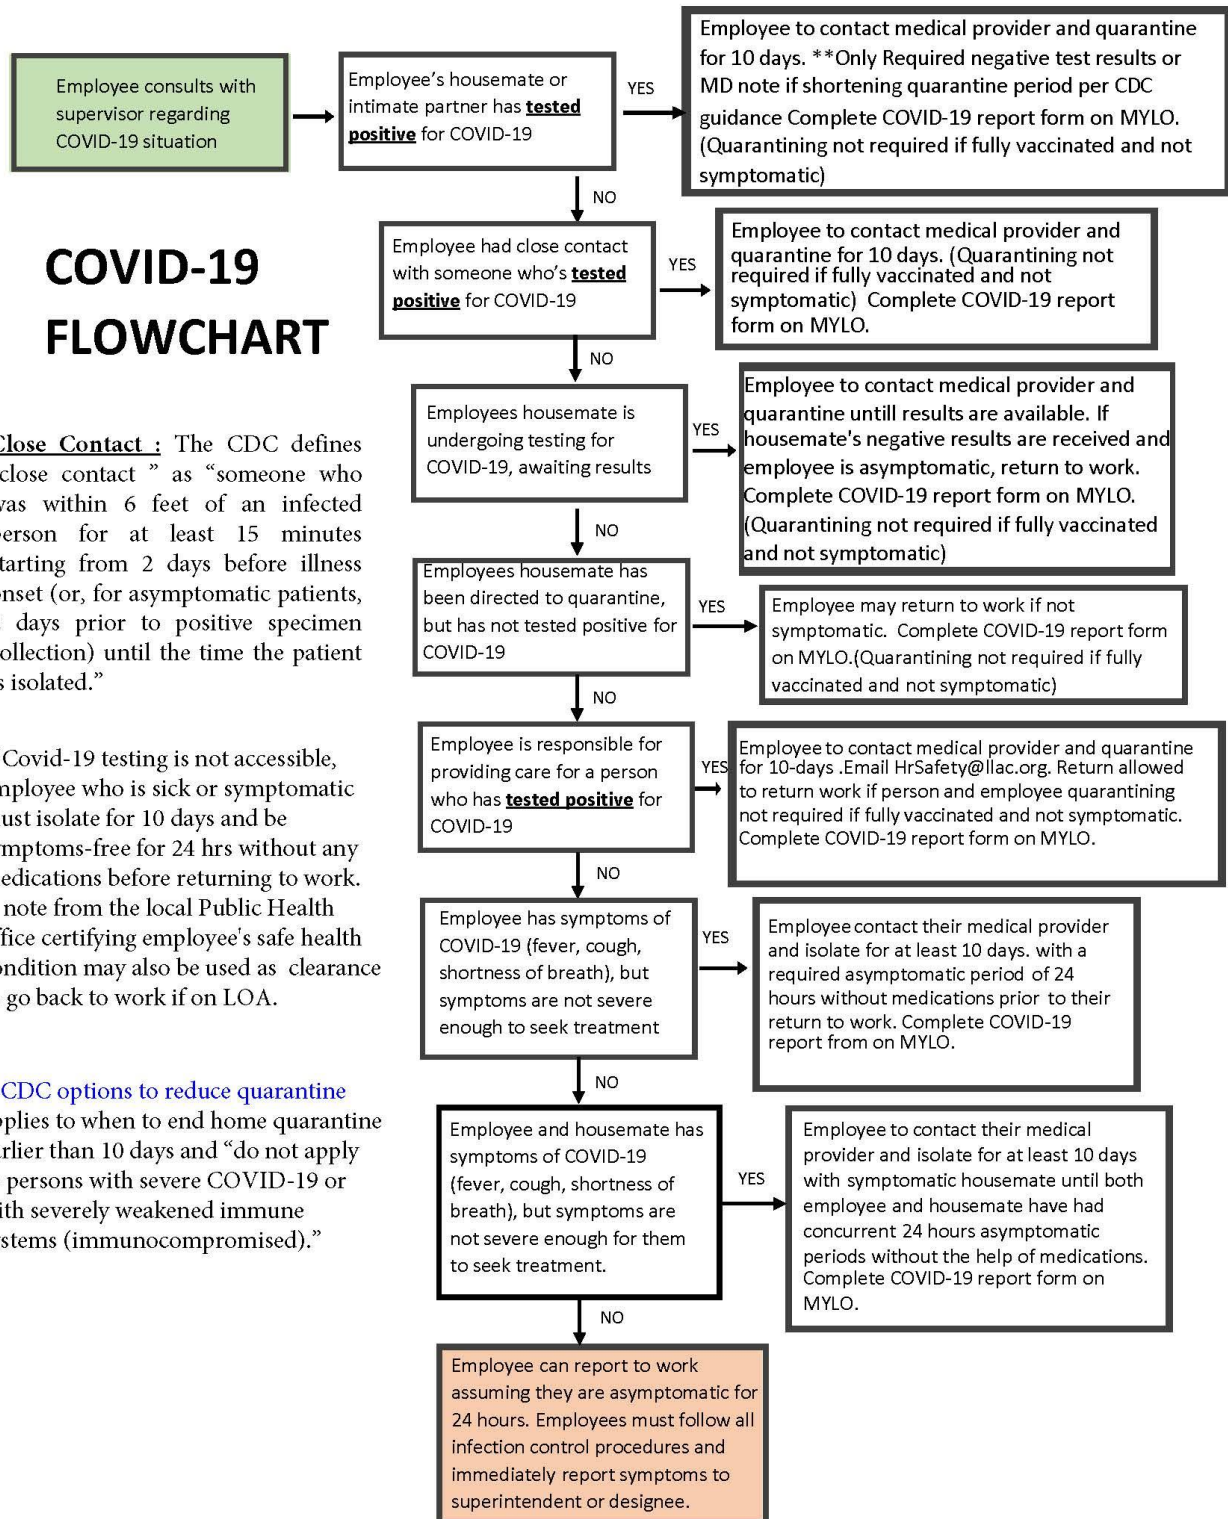 Employee consults with
supervisor regarding
COVID-19 situation
Employee's housemate or
intimate partner has tested
positive for COVID-19
YES
Employee to contact medical provider and quarantine
for 10 days. **Only Required negative test results or
MD note if shortening quarantine period per CDC
guidance Complete COVID-19 report form on MYLO.
(Quarantining not required if fully vaccinated and not
symptomatic)
NO
COVID-19
FLOWCHART
Employee had close contact
with someone who's tested
positive for COVID-19
YES
Employee to contact medical provider and
quarantine for 10 days. (Quarantining not
required if fully vaccinated and not
symptomatic) Complete COVID-19 report
form on MYLO.
NO
Employees housemate is
undergoing testing for
COVID-19, awaiting results
YES
Employee to contact medical provider and
quarantine untill results are available. If
housemate's negative results are received and
employee is asymptomatic, return to work.
Complete COVID-19 report form on MYLO.
(Quarantining not required if fully vaccinated
and not symptomatic)
NO
Close Contact : The CDC defines
close contact ” as “someone who
was within 6 feet of an infected
person for at least 15 minutes
starting from 2 days before illness
onset (or, for asymptomatic patients,
days prior to positive specimen
collection) until the time the patient
is isolated.”
Employees housemate has
been directed to quarantine,
but has not tested positive for
COVID-19
YES
Employee may return to work if not
symptomatic. Complete COVID-19 report form
on MYLO.(Quarantining not required if fully
vaccinated and not symptomatic)
NO
Employee is responsible for
providing care for a person
who has tested positive for
COVID-19
YES
Employee to contact medical provider and quarantine
for 10-days .Email HrSafety@llac.org. Return allowed
to return work if person and employee quarantining
not required if fully vaccinated and not symptomatic.
Complete COVID-19 report form on MYLO.
NO
Covid-19 testing is not accessible,
employee who is sick or symptomatic
must isolate for 10 days and be
symptoms-free for 24 hrs without any
medications before returning to work.
note from the local Public Health
office certifying employee's safe health
condition may also be used as clearance
go back to work if on LOA.
Employee has symptoms of
COVID-19 (fever, cough,
shortness of breath), but
symptoms are not severe
enough to seek treatment
YES
Employee contact their medical provider
and isolate for at least 10 days. with a
required asymptomatic period of 24
hours without medications prior to their
return to work. Complete COVID-19
report from on MYLO.
NO
CDC options to reduce quarantine
applies to when to end home quarantine
earlier than 10 days and “do not apply
persons with severe COVID-19 or
with severely weakened immune
systems (immunocompromised).”
Employee and housemate has
symptoms of COVID-19
(fever, cough, shortness of
breath), but symptoms are
not severe enough for them
to seek treatment.
YES
Employee to contact their medical
provider and isolate for at least 10 days
with symptomatic housemate until both
employee and housemate have had
concurrent 24 hours asymptomatic
periods without the help of medications.
Complete COVID-19 report form on
MYLO.
NO
Employee can report to work
assuming they are asymptomatic for
24 hours. Employees must follow all
infection control procedures and
immediately report symptoms to
superintendent or designee.